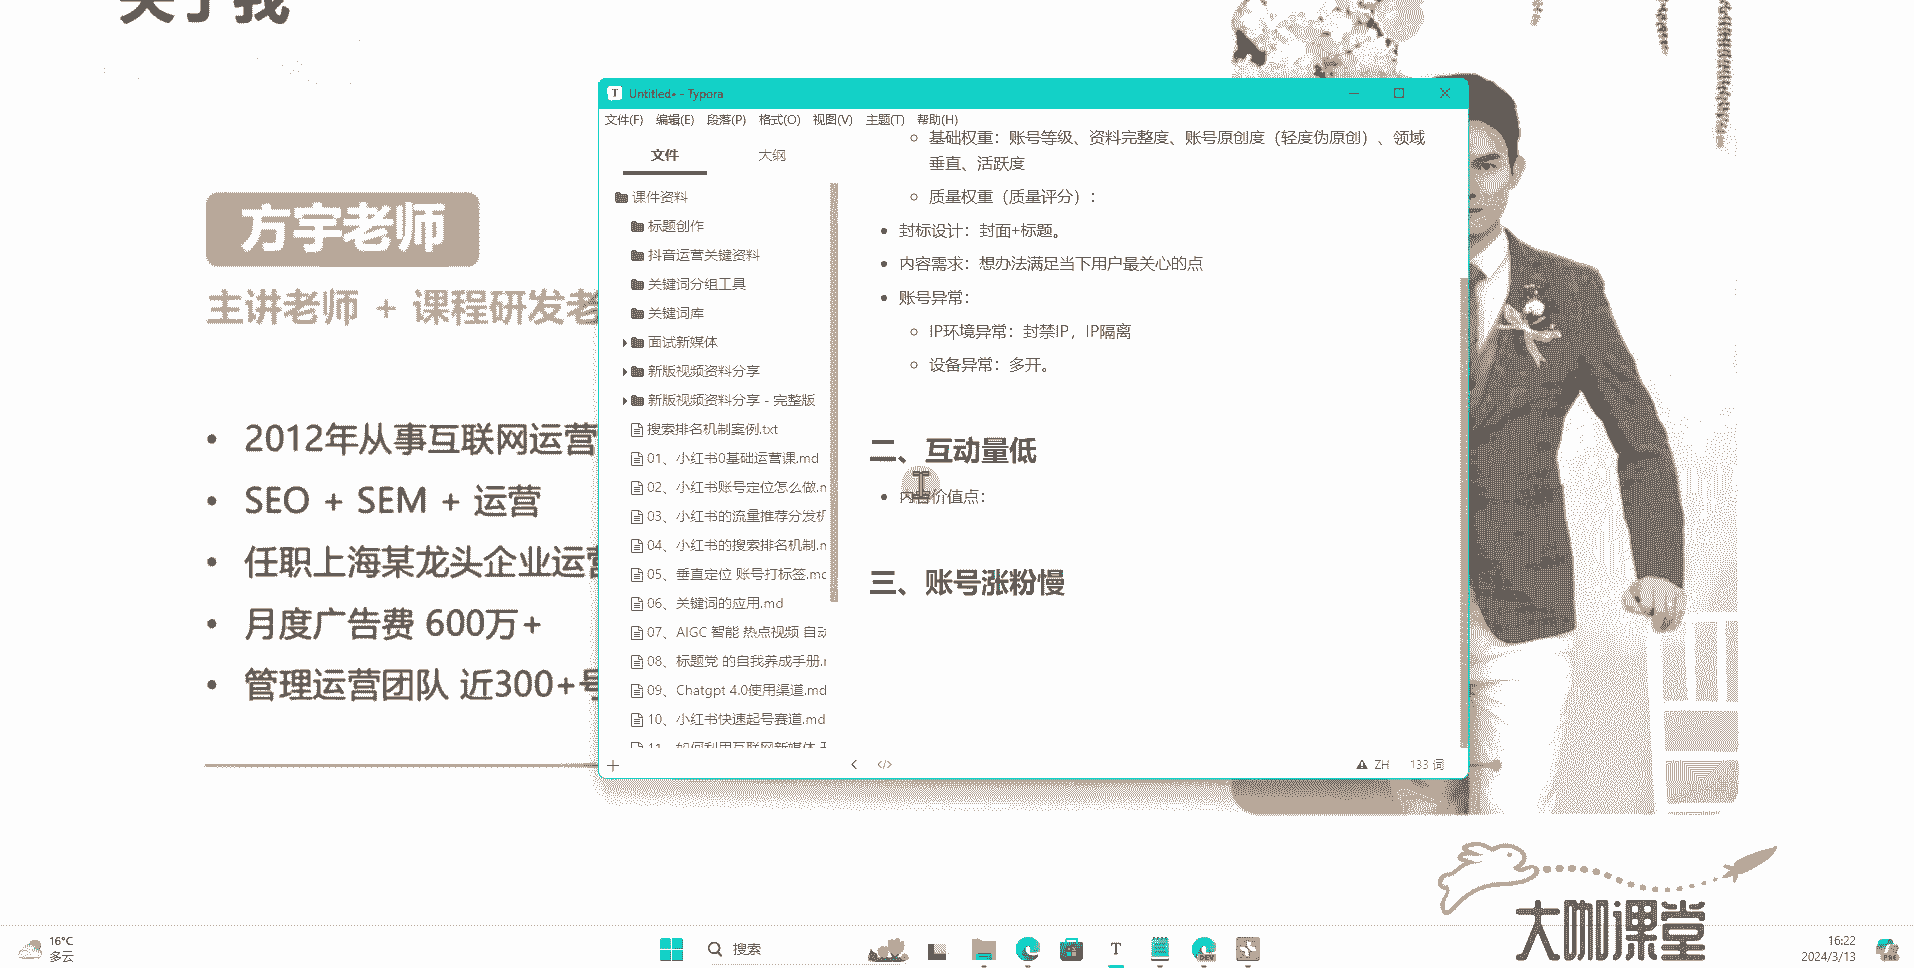 关于我
方宇老师
主讲老师 + 课程研发老
2012年从事互联网运营
SEO + SEM + 运营
任职上海某龙头企业运营
月度广告费 600万+
管理运营团队 近300+号
Untitled• - Typora
文件(F) 编辑(E) 段落(P) 格式(O) 视图(V) 主题(T) 帮助(H)
文件 大纲
课件资料
标题创作
抖音运营关键资料
关键词分组工具
关键词库
面试新媒体
新版视频资料分享
新版视频资料分享 - 完整版
搜索排名机制案例.txt
01、小红书0基础运营课.md
02、小红书账号定位怎么做.m
03、小红书的流量推荐分发机
04、小红书的搜索排名机制.m
05、垂直定位 账号打标签.md
06、关键词的应用.md
07、AIGC 智能 热点视频 自动
08、标题党 的自我养成手册.m
09、Chatgpt 4.0使用渠道.md
10、小红书快速起号赛道.md
11、如何利用互联网新媒体
基础权重：账号等级、资料完整度、账号原创度（轻度伪原创）、领域
垂直、活跃度
质量权重（质量评分）：
封标设计：封面+标题。
内容需求：想办法满足当下用户最关心的点
账号异常：
IP环境异常：封禁IP，IP隔离
设备异常：多开。
二、互动量低
内容价值点：
三、账号涨粉慢
ZH 133 词
大咖课堂
16°C
多云
搜索
DEV
16:22
2024/3/13
PRE